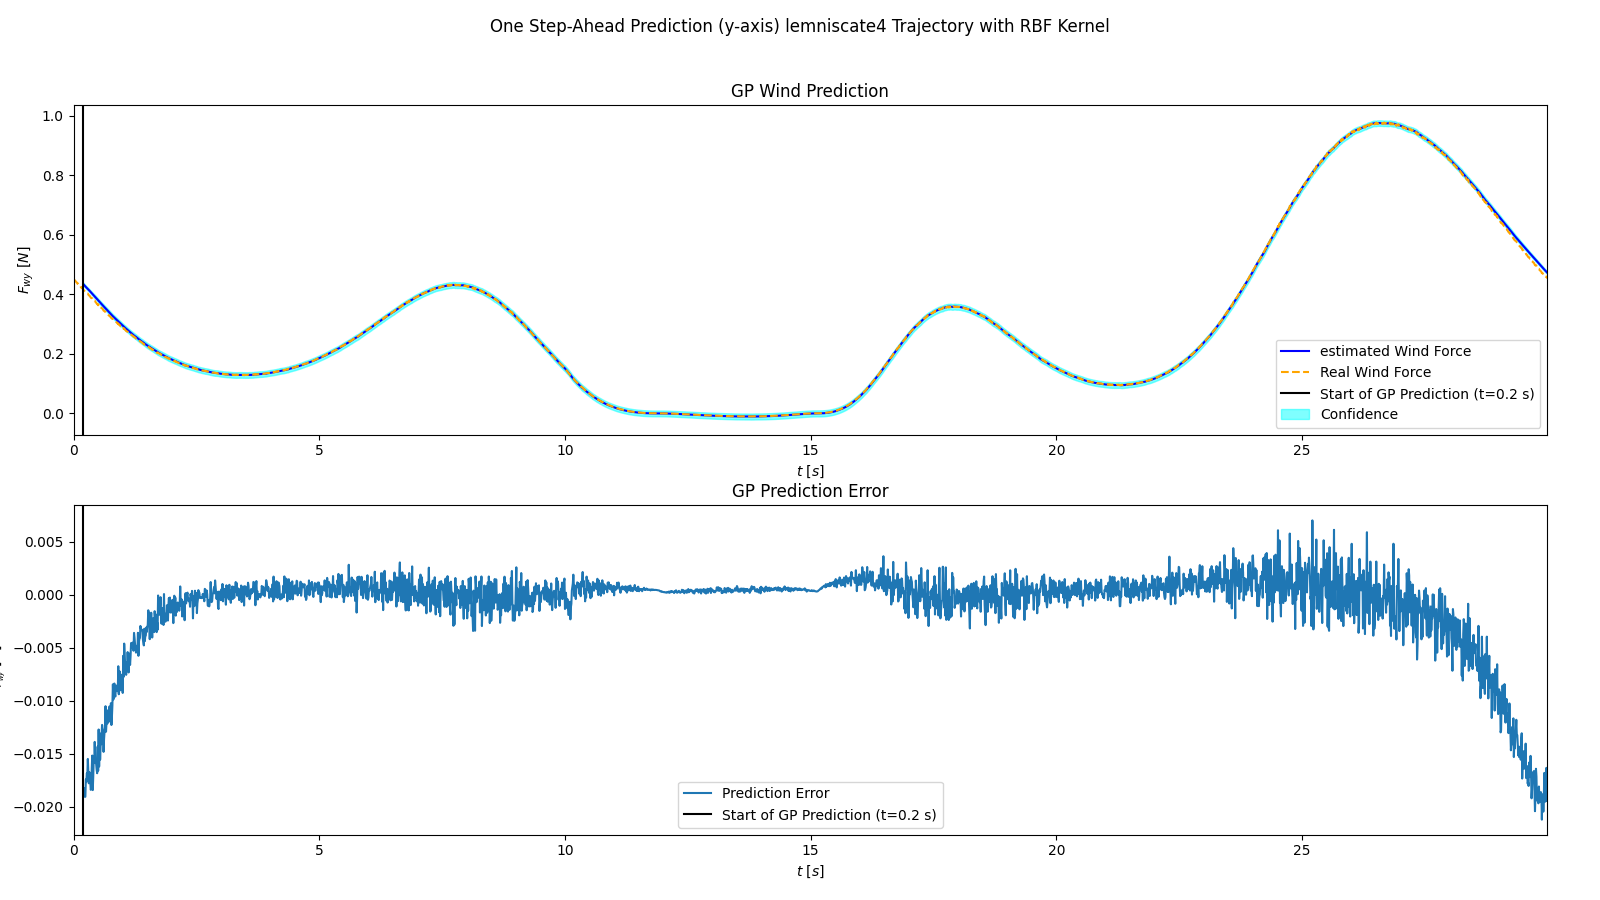 One Step-Ahead Prediction (y-axis) lemniscate4 Trajectory with RBF Kernel
GP Wind Prediction
1.0
0.8
0.6
0.4
0.2
0.0
F_wy [N]
0 5 10 15 20 25
t [s]
estimated Wind Force
Real Wind Force
Start of GP Prediction (t=0.2 s)
Confidence
GP Prediction Error
0.005
0.000
−0.005
−0.010
−0.015
−0.020
0 5 10 15 20 25
t [s]
Prediction Error
Start of GP Prediction (t=0.2 s)